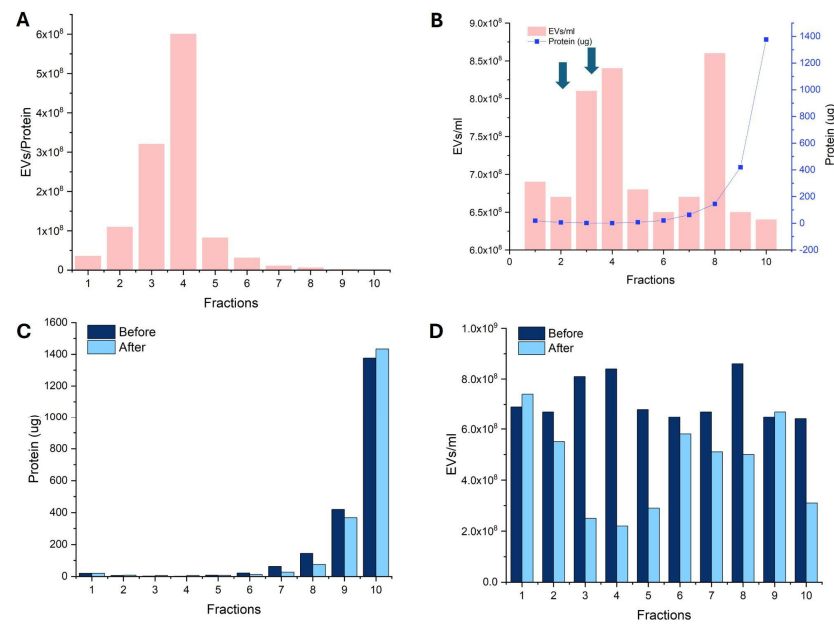 A
6x10⁸
5x10⁸
4x10⁸
3x10⁸
2x10⁸
1x10⁸
0
EVs/Protein
1 2 3 4 5 6 7 8 9 10
Fractions
B
EVs/ml
Protein (ug)
9.0x10⁸
8.5x10⁸
8.0x10⁸
7.5x10⁸
7.0x10⁸
6.5x10⁸
6.0x10⁸
EVs/ml
0 2 4 6 8 10
Fractions
1400
1200
1000
800
600
400
200
0
-200
Protein (ug)
C
Before
After
1600
1400
1200
1000
800
600
400
200
0
Protein (ug)
1 2 3 4 5 6 7 8 9 10
Fractions
D
Before
After
1.0x10⁹
8.0x10⁸
6.0x10⁸
4.0x10⁸
2.0x10⁸
0.0
EVs/ml
1 2 3 4 5 6 7 8 9 10
Fractions